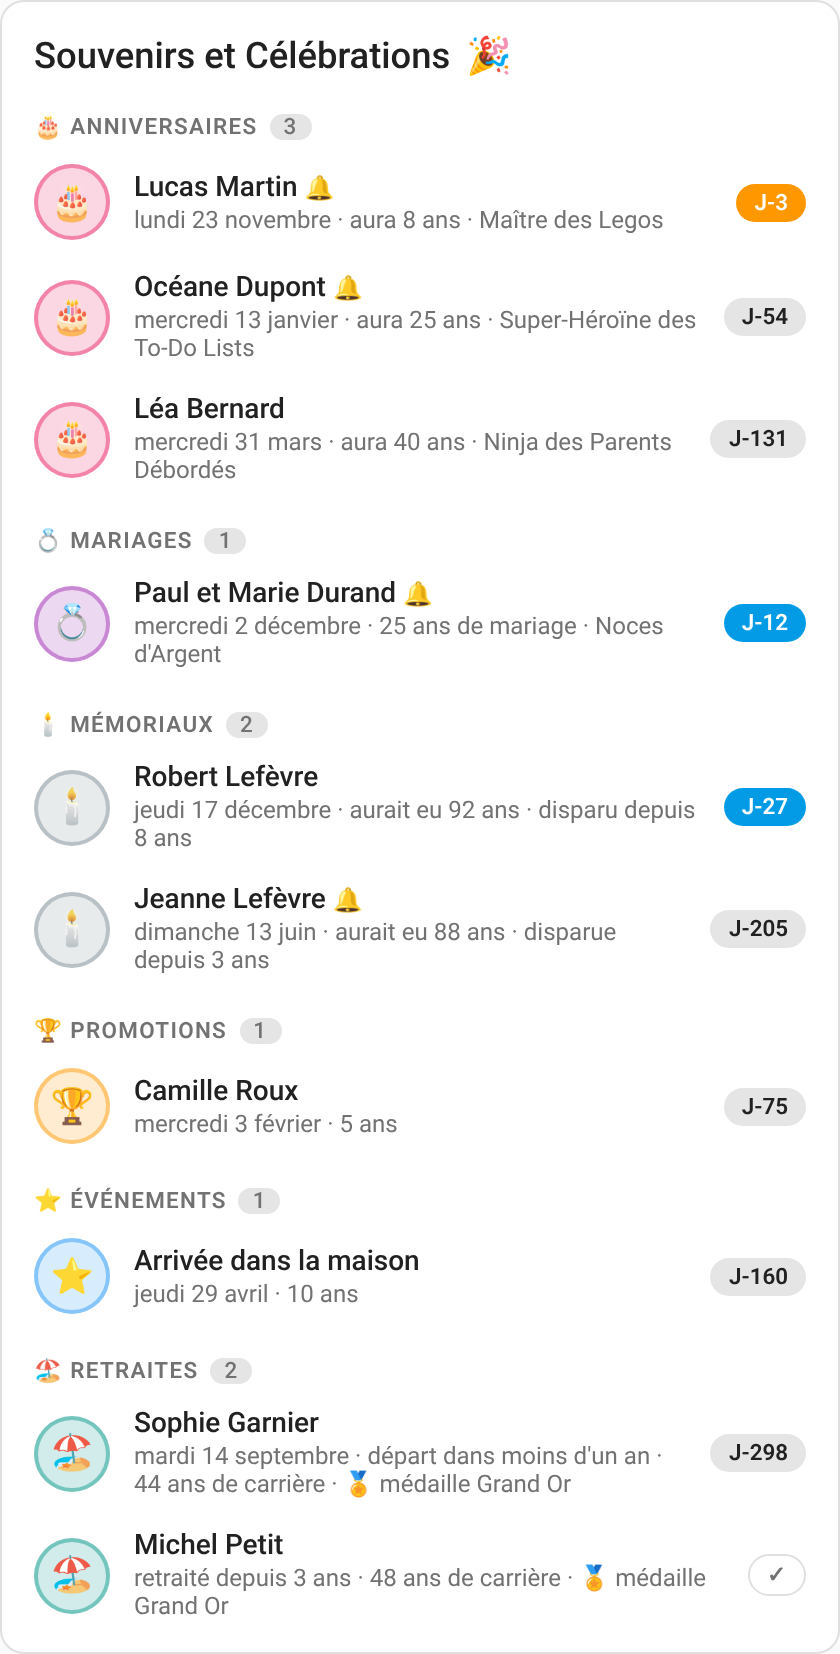 Souvenirs et Célébrations 🎉
🎂 ANNIVERSAIRES 3
Lucas Martin 🔔
lundi 23 novembre · aura 8 ans · Maître des Legos
J-3
Océane Dupont 🔔
mercredi 13 janvier · aura 25 ans · Super-Héroïne des
To-Do Lists
J-54
Léa Bernard
mercredi 31 mars · aura 40 ans · Ninja des Parents
Débordés
J-131
💍 MARIAGES 1
Paul et Marie Durand 🔔
mercredi 2 décembre · 25 ans de mariage · Noces
d'Argent
J-12
🕯️ MÉMORIAUX 2
Robert Lefèvre
jeudi 17 décembre · aurait eu 92 ans · disparu depuis
8 ans
J-27
Jeanne Lefèvre 🔔
dimanche 13 juin · aurait eu 88 ans · disparue
depuis 3 ans
J-205
🏆 PROMOTIONS 1
Camille Roux
mercredi 3 février · 5 ans
J-75
⭐ ÉVÉNEMENTS 1
Arrivée dans la maison
jeudi 29 avril · 10 ans
J-160
🏖️ RETRAITES 2
Sophie Garnier
mardi 14 septembre · départ dans moins d'un an ·
44 ans de carrière · 🏅 médaille Grand Or
J-298
Michel Petit
retraité depuis 3 ans · 48 ans de carrière · 🏅 médaille
Grand Or
✓